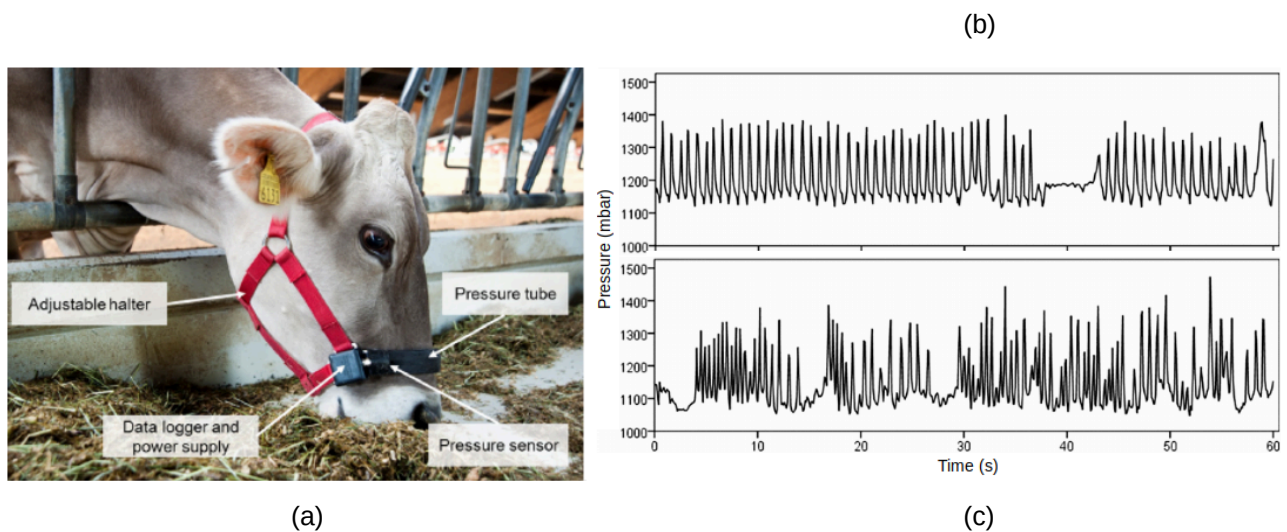 (b)
Adjustable halter
Pressure tube
Data logger and
power supply
Pressure sensor
(a)
Pressure (mbar)
1500
1400
1300
1200
1100
1000
1500
1400
1300
1200
1100
1000
0 10 20 30 40 50 60
Time (s)
(c)